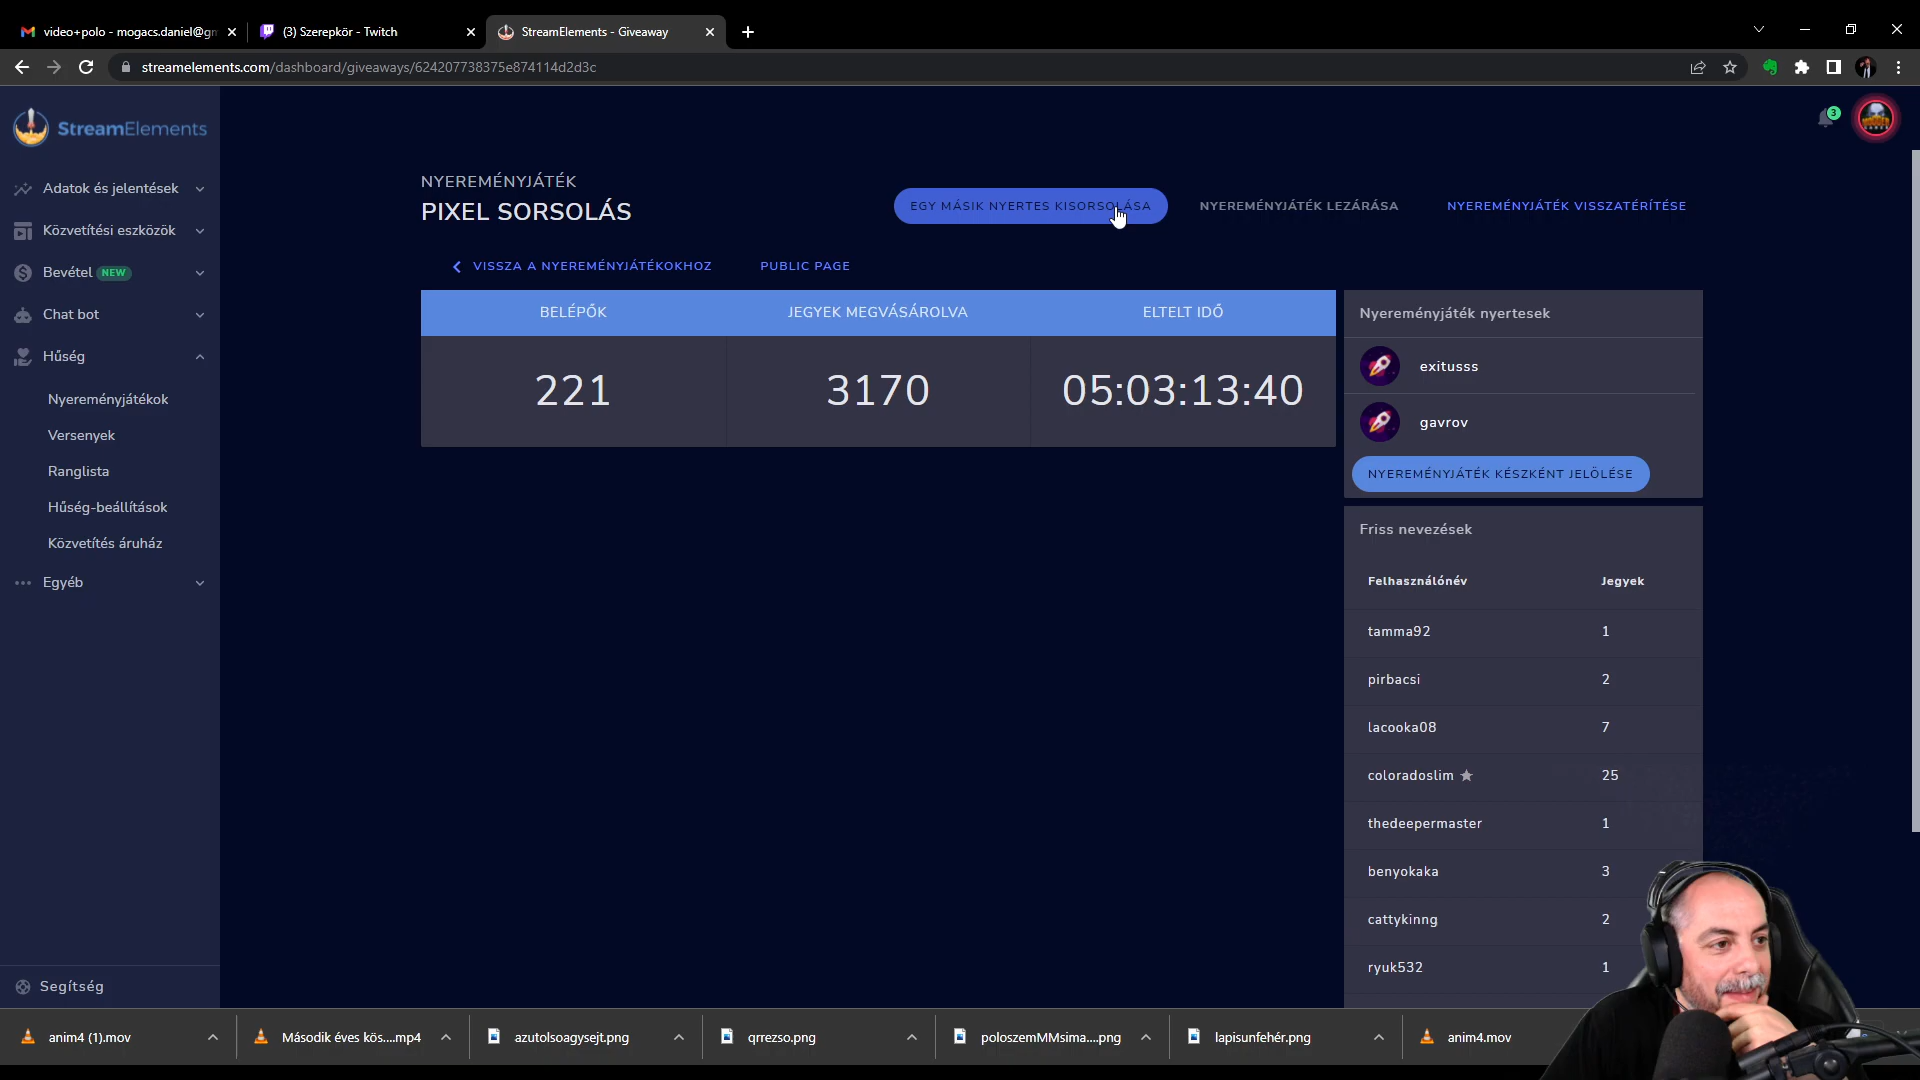 video+polo - mogacs.daniel@gm
(3) Szerepkör - Twitch
StreamElements - Giveaway
streamelements.com/dashboard/giveaways/624207738375e874114d2d3c
StreamElements
3
Adatok és jelentések
Közvetítési eszközök
Bevétel NEW
Chat bot
Hűség
Nyereményjátékok
Versenyek
Ranglista
Hűség-beállítások
Közvetítés áruház
Egyéb
Segítség
NYEREMÉNYJÁTÉK
PIXEL SORSOLÁS
EGY MÁSIK NYERTES KISORSOLÁSA
NYEREMÉNYJÁTÉK LEZÁRÁSA
NYEREMÉNYJÁTÉK VISSZATÉRÍTÉSE
VISSZA A NYEREMÉNYJÁTÉKOKHOZ
PUBLIC PAGE
BELÉPŐK JEGYEK MEGVÁSÁROLVA ELTELT IDŐ
221 3170 05:03:13:40
Nyereményjáték nyertesek
exitusss
gavrov
NYEREMÉNYJÁTÉK KÉSZKÉNT JELÖLÉSE
Friss nevezések
Felhasználónév Jegyek
tamma92 1
pirbacsi 2
lacooka08 7
coloradoslim 25
thedeepermaster 1
benyokaka 3
cattykinng 2
ryuk532 1
anim4 (1).mov
Második éves kös....mp4
azutolsoagysejt.png
qrrezso.png
poloszemMMsima....png
lapisunfehér.png
anim4.mov